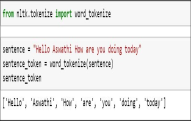 from nltk.tokenize import word_tokenize
sentence = "Hello Aswathi How are you doing today"
sentence_token = word_tokenize(sentence)
sentence_token
['Hello', 'Aswathi', 'How', 'are', 'you', 'doing', 'today']